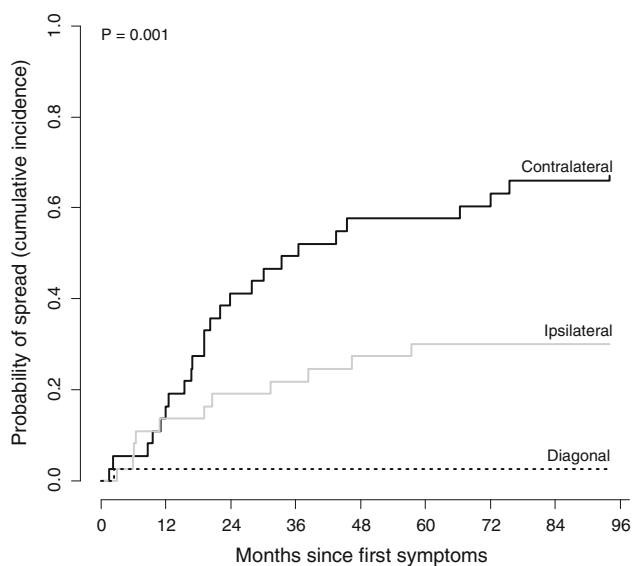 P = 0.001
Probability of spread (cumulative incidence)
1.0
0.8
0.6
0.4
0.2
0.0
Contralateral
Ipsilateral
Diagonal
0 12 24 36 48 60 72 84 96
Months since first symptoms